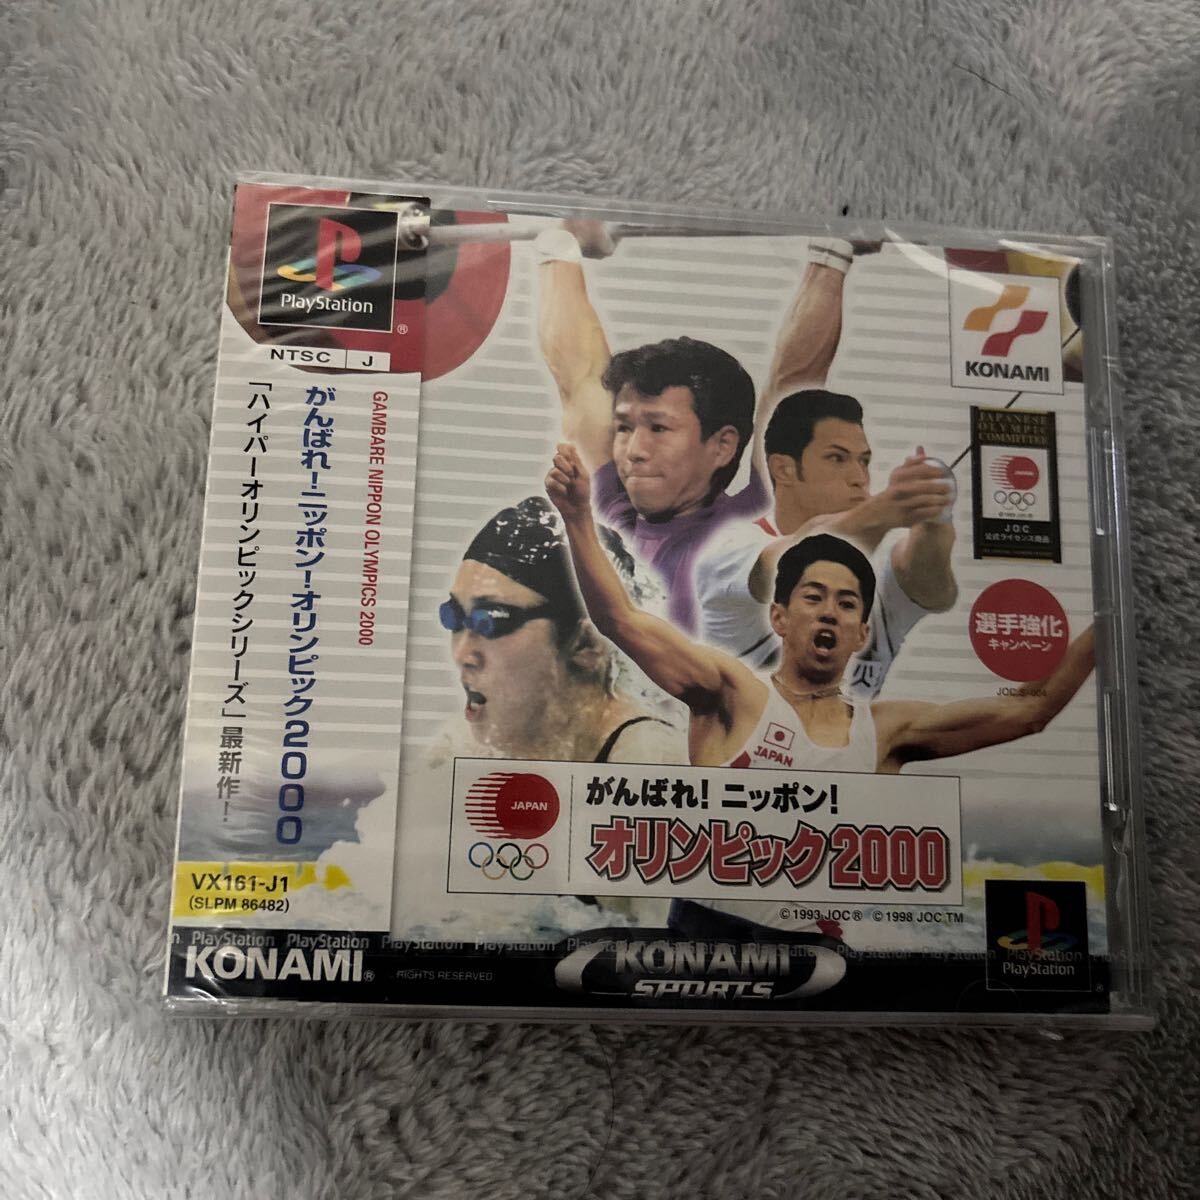 PlayStation
®
NTSC J
GAMBARE NIPPON OLYMPICS 2000
がんばれ!ニッポン!オリンピック2000
「ハイパーオリンピックシリーズ」最新作!
VX161-J1
(SLPM 86482)
PlayStation PlayStation PlayStation PlayStation PlayStation
KONAMI®
RIGHTS RESERVED
KONAMI
JAPANESE
OLYMPIC
COMMITTEE
JAPAN
JOC
公式ライセンス商品
選手強化
キャンペーン
JAPAN
JAPAN
がんばれ! ニッポン!
オリンピック2000
©1993 JOC® ©1998 JOC TM
KONAMI
SPORTS
PlayStation
®